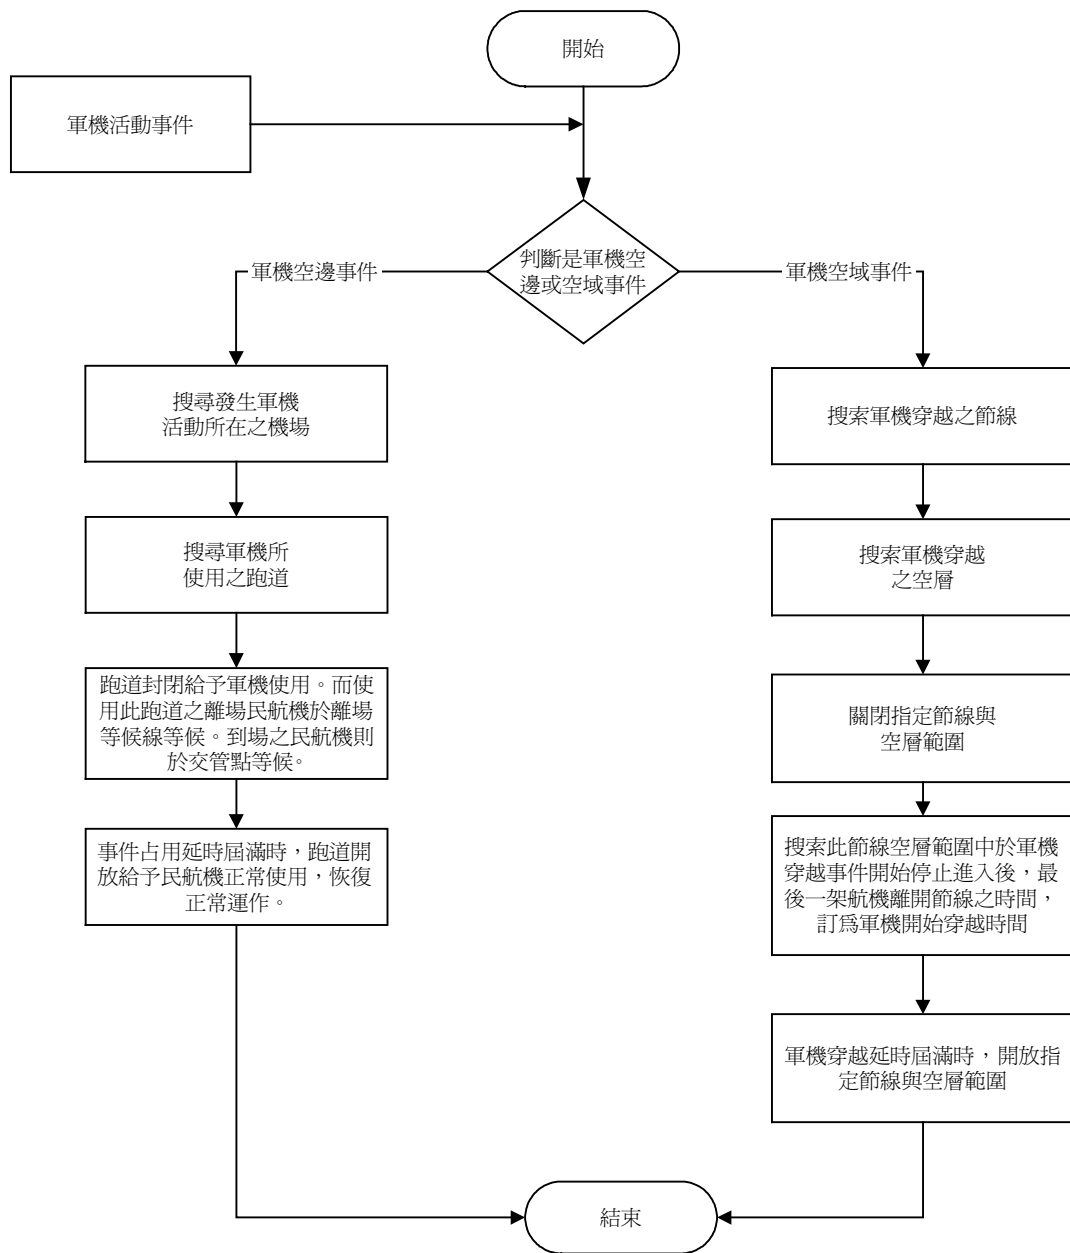 開始
軍機活動事件
判斷是軍機空
邊或空域事件
軍機空邊事件
軍機空域事件
搜尋發生軍機
活動所在之機場
搜尋軍機所
使用之跑道
跑道封閉給予軍機使用。而使
用此跑道之離場民航機於離場
等候線等候。到場之民航機則
於交管點等候。
事件占用延時屆滿時，跑道開
放給予民航機正常使用，恢復
正常運作。
搜索軍機穿越之節線
搜索軍機穿越
之空層
關閉指定節線與
空層範圍
搜索此節線空層範圍中於軍機
穿越事件開始停止進入後，最
後一架航機離開節線之時間，
訂爲軍機開始穿越時間
軍機穿越延時屆滿時，開放指
定節線與空層範圍
結束